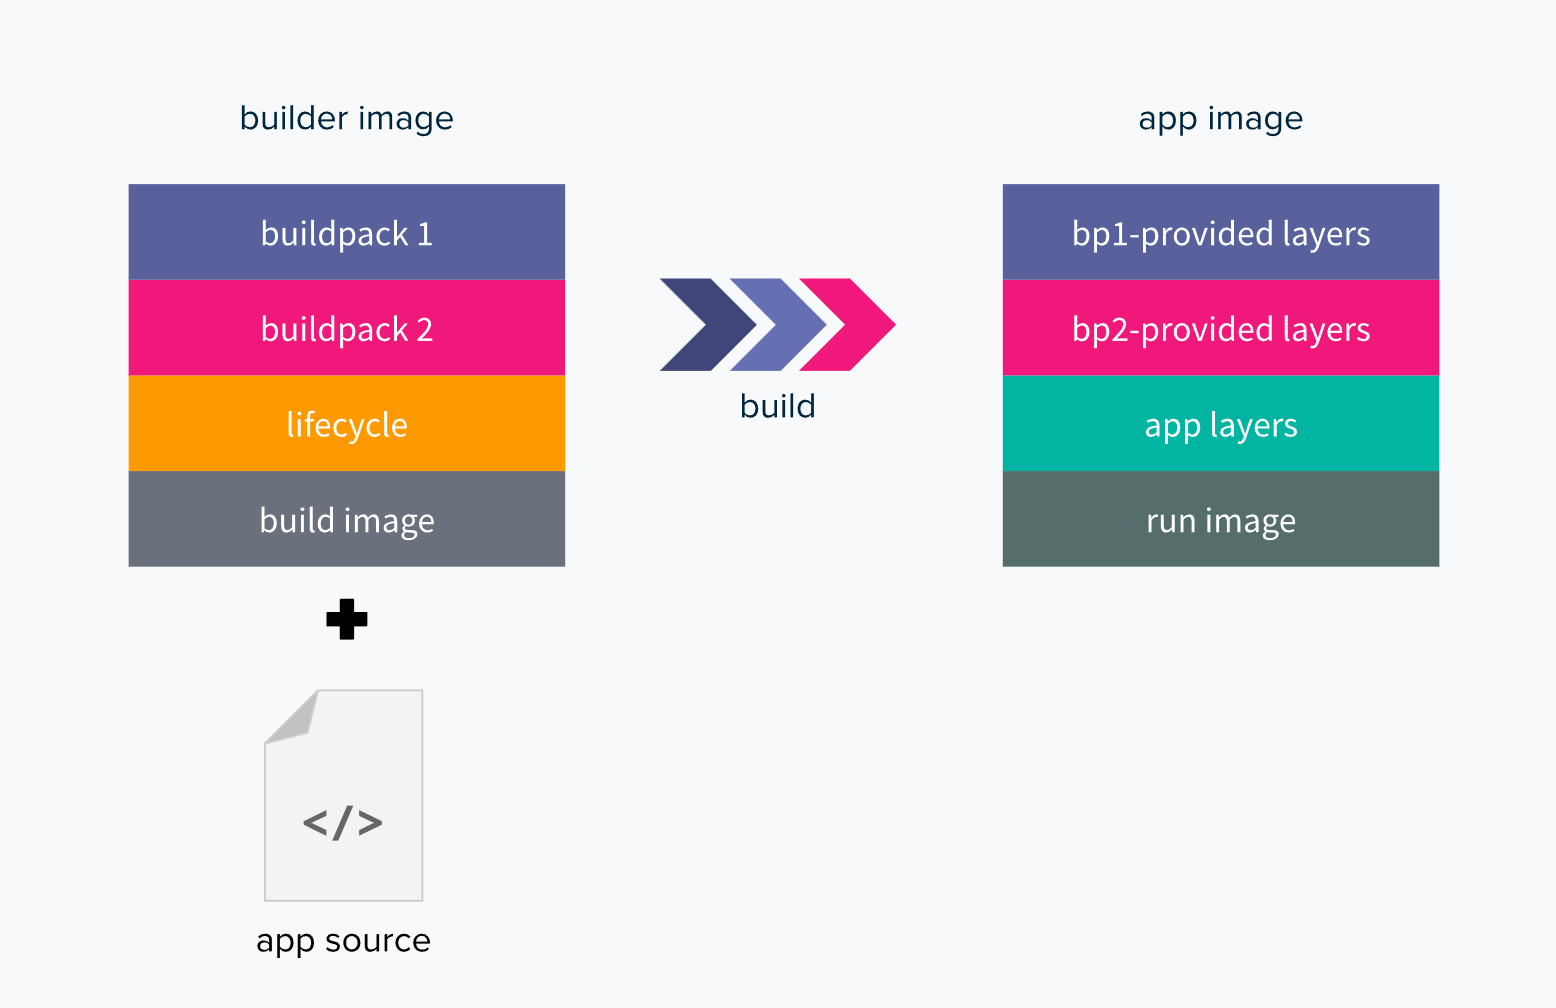 builder image
buildpack 1
buildpack 2
lifecycle
build image
</>
app source
build
app image
bp1-provided layers
bp2-provided layers
app layers
run image